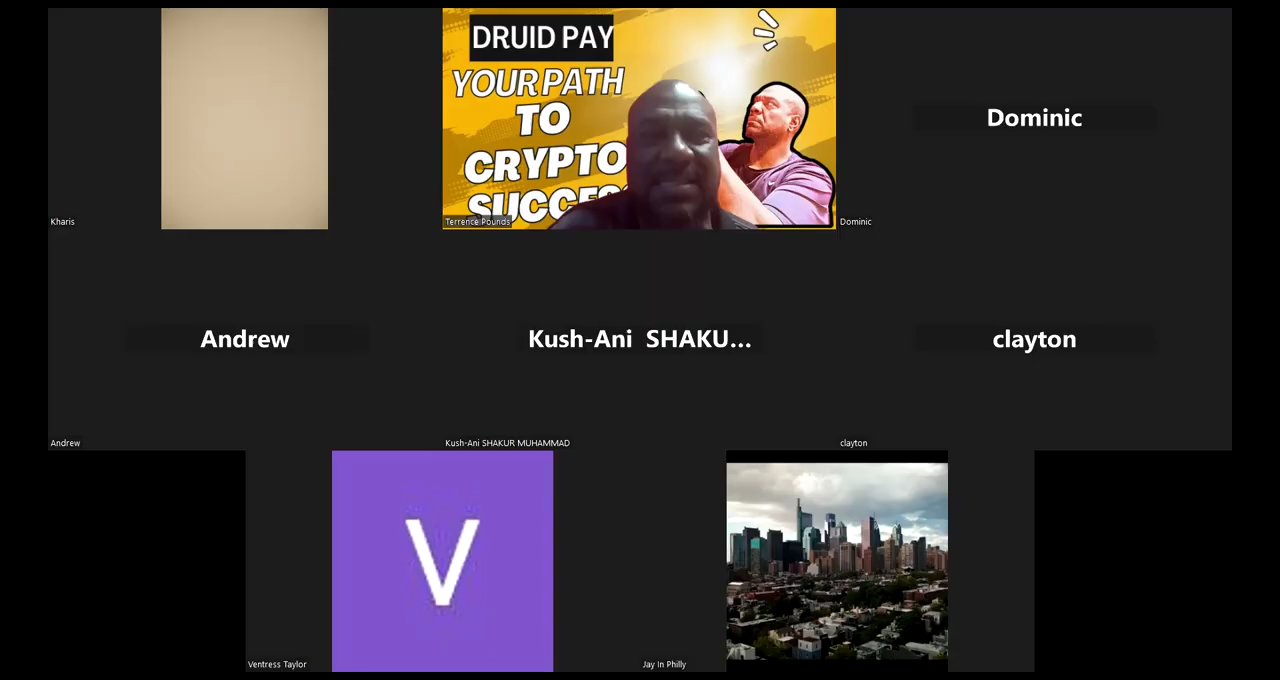 DRUID PAY
YOUR PATH
TO
CRYPTO
Kharis
Terrence Pounds
Dominic
Dominic
Andrew
Kush-Ani SHAKU...
clayton
Andrew
Kush-Ani SHAKUR MUHAMMAD
clayton
V
Ventress Taylor
Jay In Philly